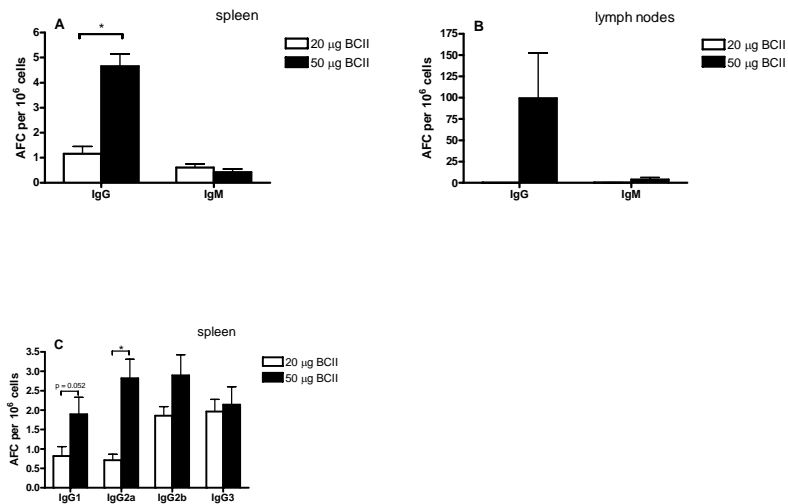 A
spleen
*
20 μg BCII
50 μg BCII
AFC per 10⁶ cells
6
5
4
3
2
1
0
IgG
IgM
B
lymph nodes
20 μg BCII
50 μg BCII
AFC per 10⁶ cells
175
150
125
100
75
50
25
0
IgG
IgM
C
spleen
*
p = 0.052
20 μg BCII
50 μg BCII
AFC per 10⁶ cells
3.5
3.0
2.5
2.0
1.5
1.0
0.5
0.0
IgG1
IgG2a
IgG2b
IgG3